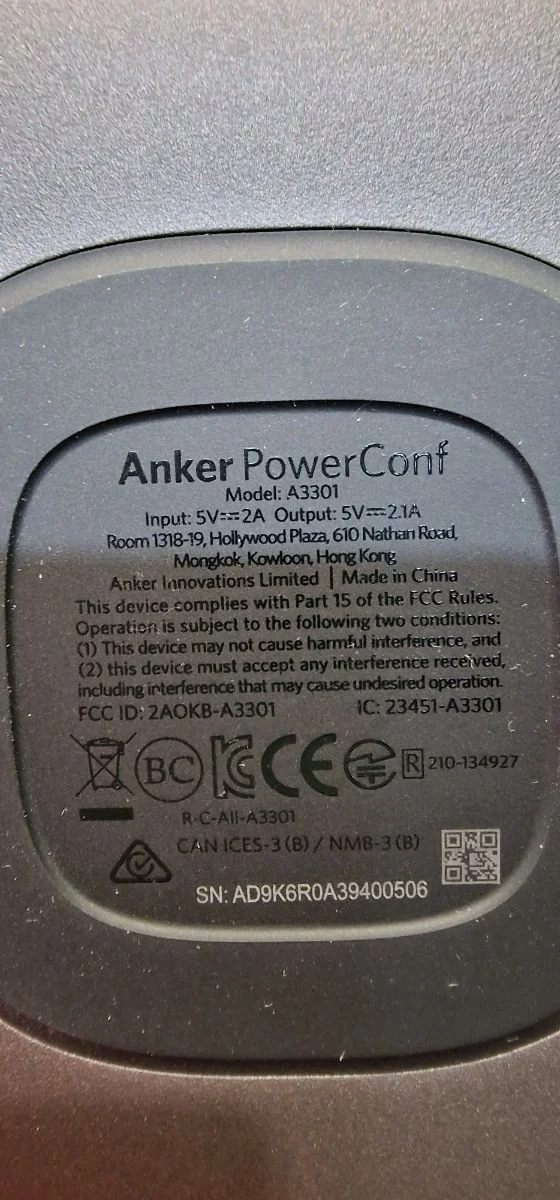 Anker PowerConf
Model: A3301
Input: 5V⎓2A Output: 5V⎓2.1A
Room 1318-19, Hollywood Plaza, 610 Nathan Road,
Mongkok, Kowloon, Hong Kong
Anker Innovations Limited | Made in China
This device complies with Part 15 of the FCC Rules.
Operation is subject to the following two conditions:
(1) This device may not cause harmful interference, and
(2) this device must accept any interference received,
including interference that may cause undesired operation.
FCC ID: 2AOKB-A3301 IC: 23451-A3301
BC KC CE R 210-134927
R-C-AII-A3301
CAN ICES-3 (B) / NMB-3 (B)
SN: AD9K6R0A39400506